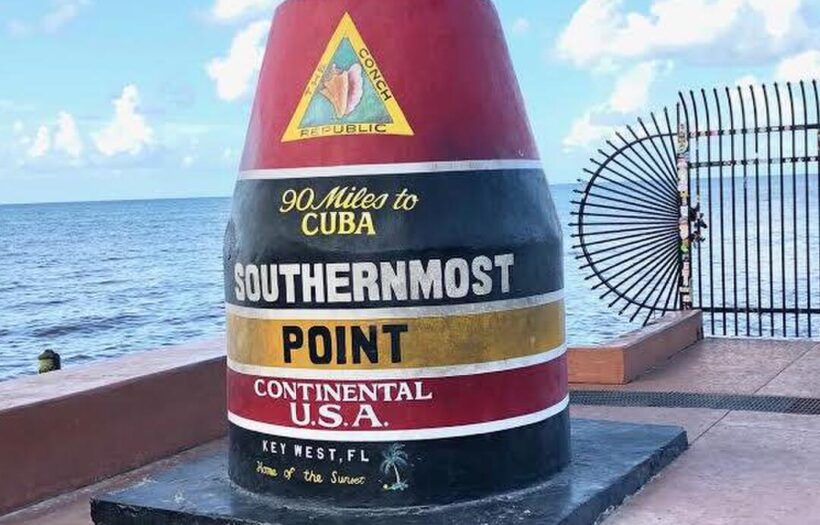 THE CONCH
REPUBLIC
90 Miles to
CUBA
SOUTHERNMOST
POINT
CONTINENTAL
U.S.A.
KEY WEST, FL
Home of the Sunset